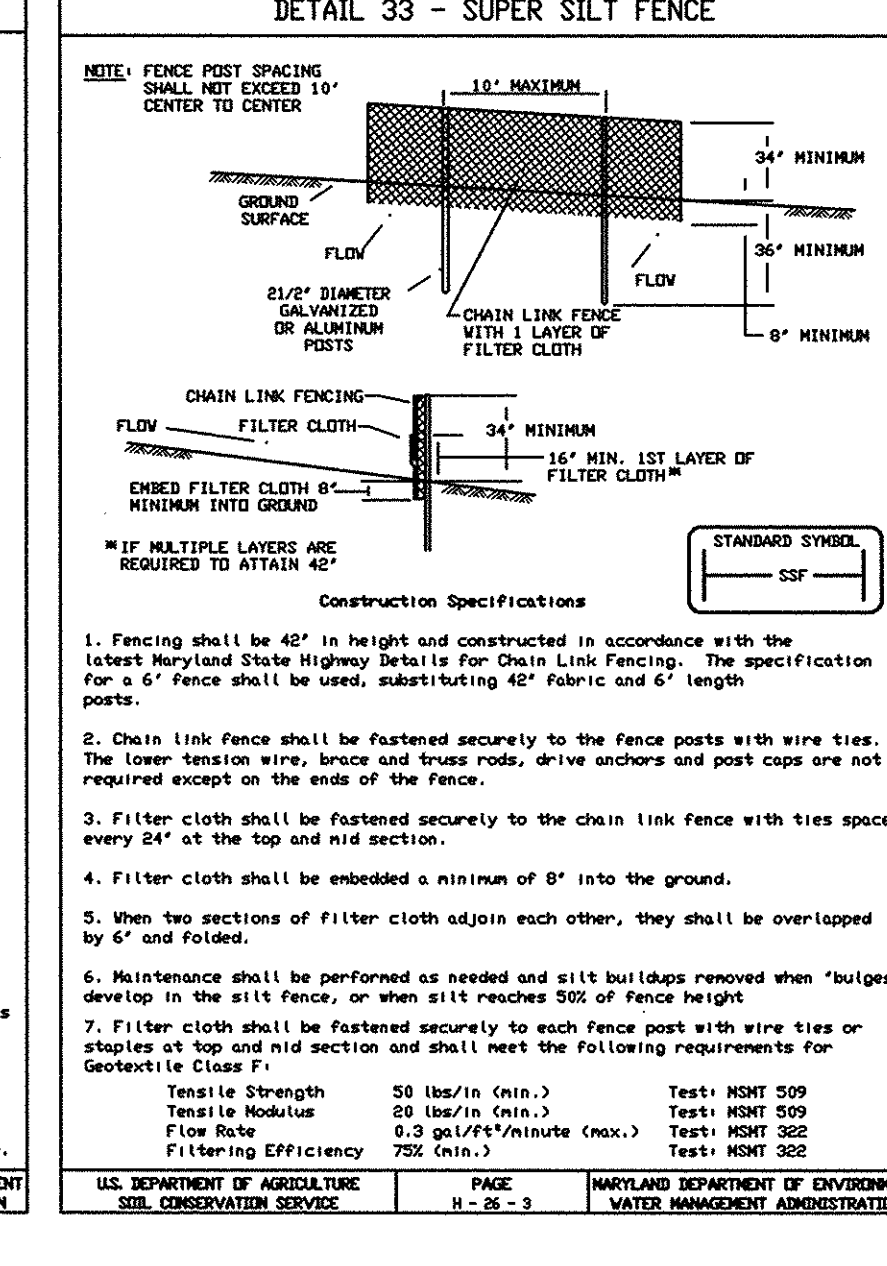 DETAIL 33 - SUPER SILT FENCE
NOTE: FENCE POST SPACING
SHALL NOT EXCEED 10'
CENTER TO CENTER
10' MAXIMUM
34" MINIMUM
GROUND
SURFACE
36" MINIMUM
FLOW
FLOW
21/2" DIAMETER
GALVANIZED
OR ALUMINUM
POSTS
CHAIN LINK FENCE
WITH 1 LAYER OF
FILTER CLOTH
8" MINIMUM
CHAIN LINK FENCING
FLOW
FILTER CLOTH
34" MINIMUM
16" MIN. 1ST LAYER OF
FILTER CLOTH*
EMBED FILTER CLOTH 8"
MINIMUM INTO GROUND
*IF MULTIPLE LAYERS ARE
REQUIRED TO ATTAIN 42"
STANDARD SYMBOL
SSF
Construction Specifications
1. Fencing shall be 42" in height and constructed in accordance with the
latest Maryland State Highway Details for Chain Link Fencing. The specification
for a 6' fence shall be used, substituting 42" fabric and 6' length
posts.
2. Chain link fence shall be fastened securely to the fence posts with wire ties.
The lower tension wire, brace and truss rods, drive anchors and post caps are not
required except on the ends of the fence.
3. Filter cloth shall be fastened securely to the chain link fence with ties space
every 24" at the top and mid section.
4. Filter cloth shall be embedded a minimum of 8" into the ground.
5. When two sections of filter cloth adjoin each other, they shall be overlapped
by 6" and folded.
6. Maintenance shall be performed as needed and silt buildups removed when "bulges
develop in the silt fence, or when silt reaches 50% of fence height
7. Filter cloth shall be fastened securely to each fence post with wire ties or
staples at top and mid section and shall meet the following requirements for
Geotextile Class F:
Tensile Strength 50 lbs/in (min.) Test: MSMT 509
Tensile Modulus 20 lbs/in (min.) Test: MSMT 509
Flow Rate 0.3 gal/ft²/minute (max.) Test: MSMT 322
Filtering Efficiency 75% (min.) Test: MSMT 322
U.S. DEPARTMENT OF AGRICULTURE
SOIL CONSERVATION SERVICE
PAGE
H - 26 - 3
MARYLAND DEPARTMENT OF ENVIRONM
WATER MANAGEMENT ADMINISTRATI